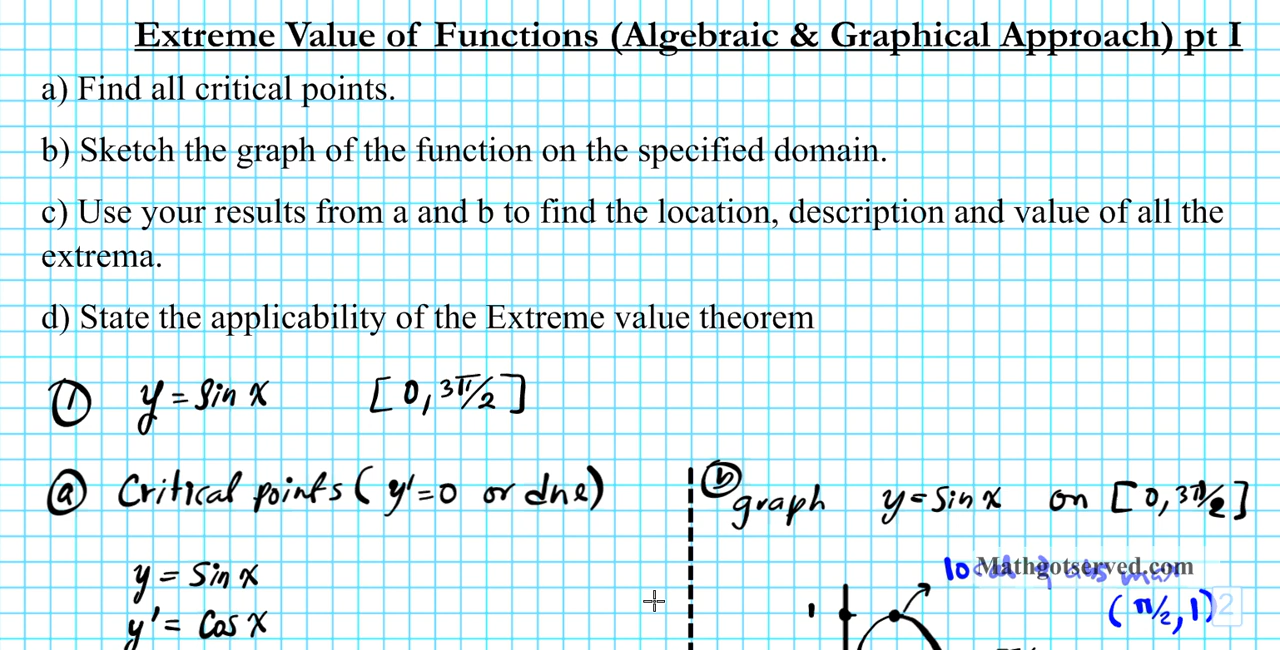 Extreme Value of Functions (Algebraic & Graphical Approach) pt I
a) Find all critical points.
b) Sketch the graph of the function on the specified domain.
c) Use your results from a and b to find the location, description and value of all the
extrema.
d) State the applicability of the Extreme value theorem
① y = Sin x [0, 3π/2]
ⓐ Critical points ( y' = 0 or dne)
y = Sin x
y' = Cos x
ⓑ graph y = Sin x on [0, 3π/2]
Mathgotserved.com
(π/2, 1)
1
2